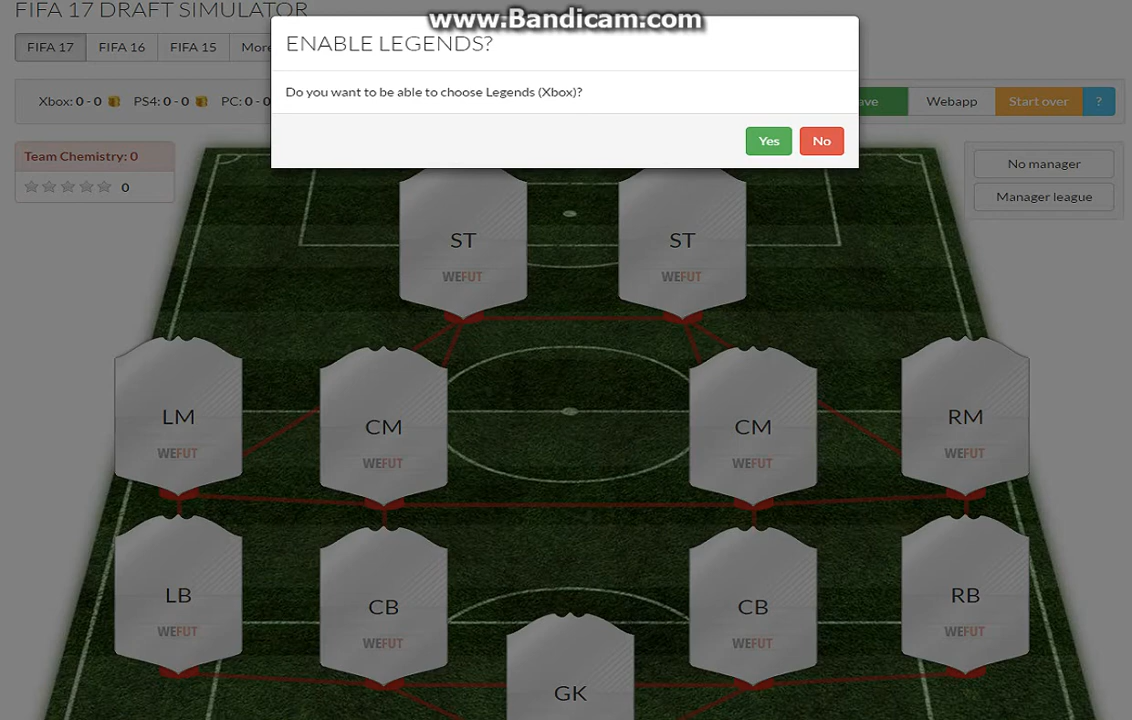 FIFA 17 DRAFT SIMULATOR
www.Bandicam.com
ENABLE LEGENDS?
FIFA 17 FIFA 16 FIFA 15 More
Do you want to be able to choose Legends (Xbox)?
Xbox: 0 - 0 PS4: 0 - 0 PC: 0 - 0
Webapp Start over ?
Yes No
Team Chemistry: 0
0
No manager
Manager league
ST ST
WEFUT WEFUT
LM CM CM RM
WEFUT WEFUT WEFUT WEFUT
LB CB CB RB
WEFUT WEFUT WEFUT WEFUT
GK